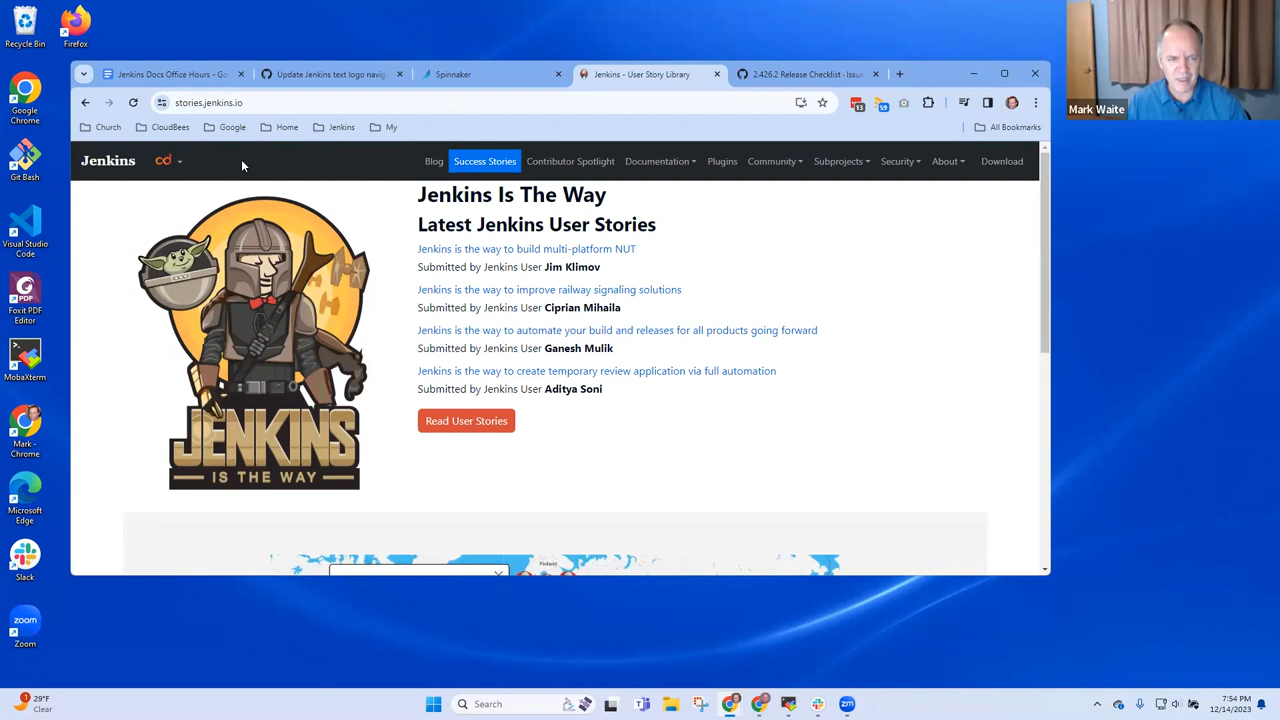 Recycle Bin
Firefox
Google Chrome
Git Bash
Visual Studio Code
Foxit PDF Editor
MobaXterm
Mark - Chrome
Microsoft Edge
Slack
zoom
Zoom
Jenkins Docs Office Hours - Go
Update Jenkins text logo navig
Spinnaker
Jenkins - User Story Library
2.426.2 Release Checklist · Issue
stories.jenkins.io
13
59
Church
CloudBees
Google
Home
Jenkins
My
All Bookmarks
Jenkins
cd
Blog
Success Stories
Contributor Spotlight
Documentation
Plugins
Community
Subprojects
Security
About
Download
Jenkins Is The Way
Latest Jenkins User Stories
Jenkins is the way to build multi-platform NUT
Submitted by Jenkins User Jim Klimov
Jenkins is the way to improve railway signaling solutions
Submitted by Jenkins User Ciprian Mihaila
Jenkins is the way to automate your build and releases for all products going forward
Submitted by Jenkins User Ganesh Mulik
Jenkins is the way to create temporary review application via full automation
Submitted by Jenkins User Aditya Soni
Read User Stories
JENKINS
IS THE WAY
Finland
Mark Waite
1
29°F
Clear
Search
zm
7:54 PM
12/14/2023